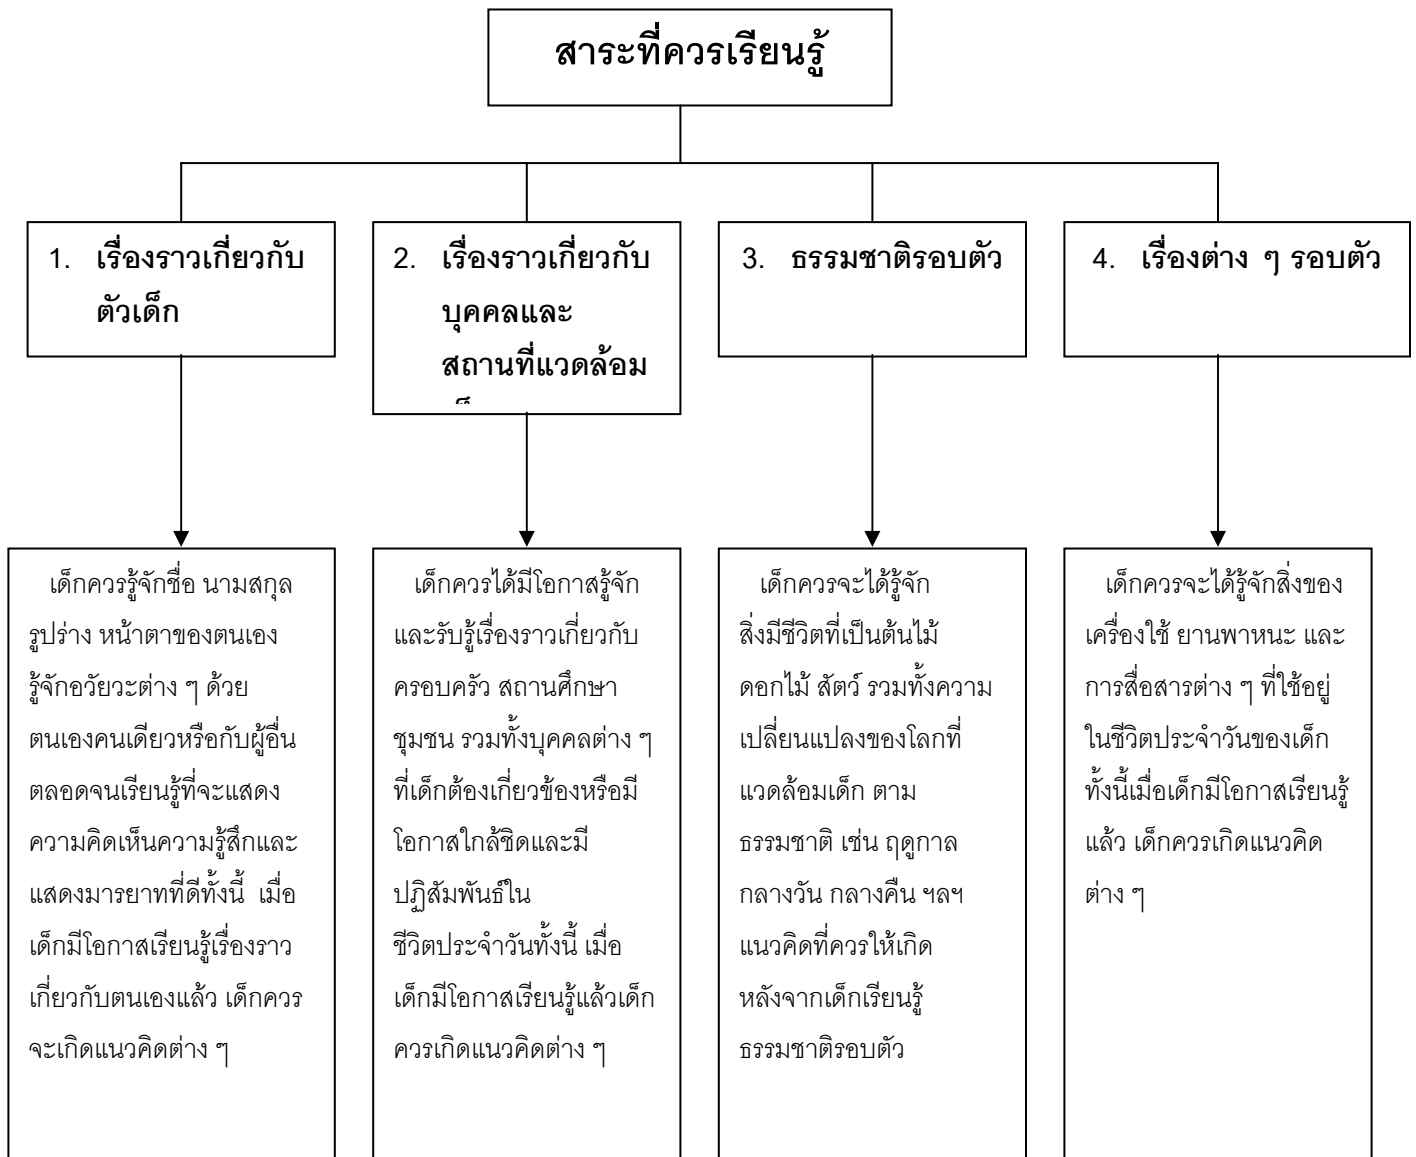 สาระที่ควรเรียนรู้
1. เรื่องราวเกี่ยวกับ
ตัวเด็ก
2. เรื่องราวเกี่ยวกับ
บุคคลและ
สถานที่แวดล้อม
3. ธรรมชาติรอบตัว
4. เรื่องต่าง ๆ รอบตัว
เด็กควรรู้จักชื่อ นามสกุล
รูปร่าง หน้าตาของตนเอง
รู้จักอวัยวะต่าง ๆ ด้วย
ตนเองคนเดียวหรือกับผู้อื่น
ตลอดจนเรียนรู้ที่จะแสดง
ความคิดเห็นความรู้สึกและ
แสดงมารยาทที่ดีทั้งนี้ เมื่อ
เด็กมีโอกาสเรียนรู้เรื่องราว
เกี่ยวกับตนเองแล้ว เด็กควร
จะเกิดแนวคิดต่าง ๆ
เด็กควรได้มีโอกาสรู้จัก
และรับรู้เรื่องราวเกี่ยวกับ
ครอบครัว สถานศึกษา
ชุมชน รวมทั้งบุคคลต่าง ๆ
ที่เด็กต้องเกี่ยวข้องหรือมี
โอกาสใกล้ชิดและมี
ปฏิสัมพันธ์ใน
ชีวิตประจำวันทั้งนี้ เมื่อ
เด็กมีโอกาสเรียนรู้แล้วเด็ก
ควรเกิดแนวคิดต่าง ๆ
เด็กควรจะได้รู้จัก
สิ่งมีชีวิตที่เป็นต้นไม้
ดอกไม้ สัตว์ รวมทั้งความ
เปลี่ยนแปลงของโลกที่
แวดล้อมเด็ก ตาม
ธรรมชาติ เช่น ฤดูกาล
กลางวัน กลางคืน ฯลฯ
แนวคิดที่ควรให้เกิด
หลังจากเด็กเรียนรู้
ธรรมชาติรอบตัว
เด็กควรจะได้รู้จักสิ่งของ
เครื่องใช้ ยานพาหนะ และ
การสื่อสารต่าง ๆ ที่ใช้อยู่
ในชีวิตประจำวันของเด็ก
ทั้งนี้เมื่อเด็กมีโอกาสเรียนรู้
แล้ว เด็กควรเกิดแนวคิด
ต่าง ๆ